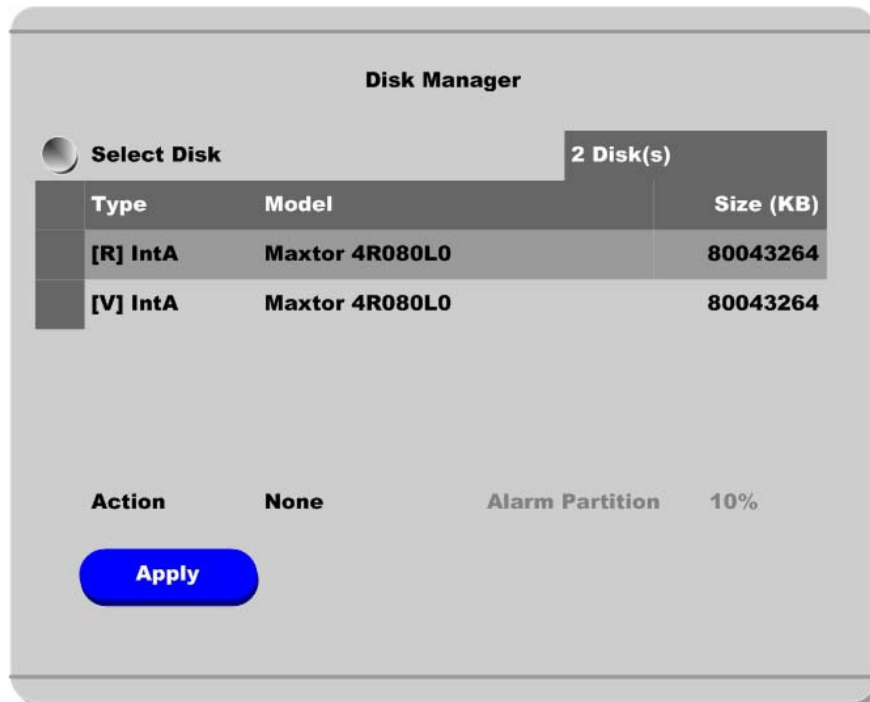 Disk Manager
Select Disk 2 Disk(s)
Type Model Size (KB)
[R] IntA Maxtor 4R080L0 80043264
[V] IntA Maxtor 4R080L0 80043264
Action None Alarm Partition 10%
Apply